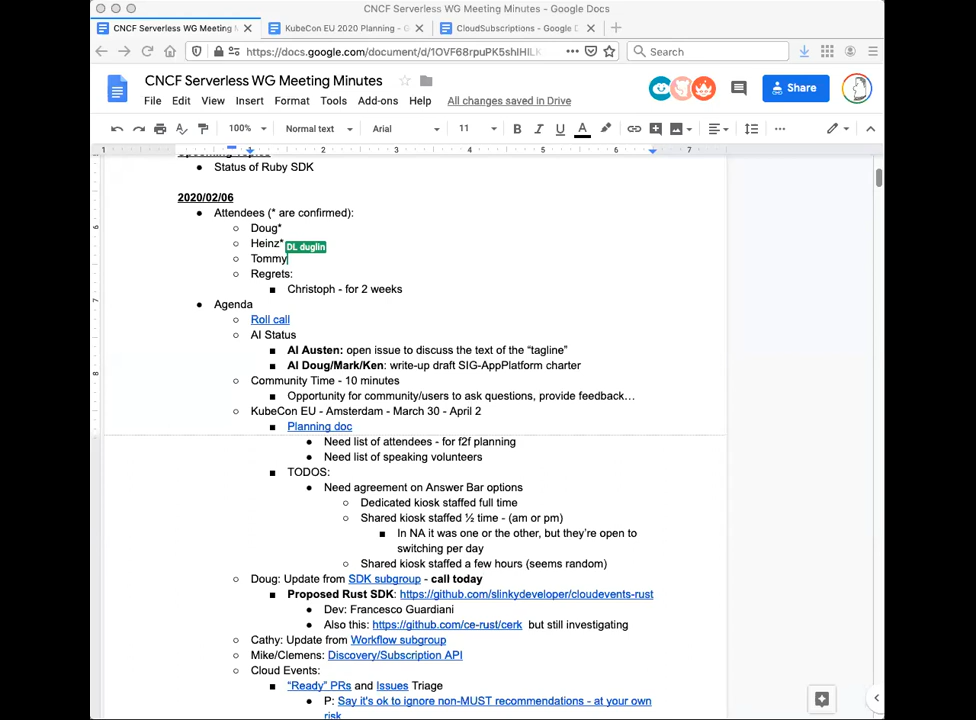 CNCF Serverless WG Meeting Minutes - Google Docs
CNCF Serverless WG Meeting M
KubeCon EU 2020 Planning - G
CloudSubscriptions - Google D
https://docs.google.com/document/d/1OVF68rpuPK5shIHILK
Search
CNCF Serverless WG Meeting Minutes
File Edit View Insert Format Tools Add-ons Help All changes saved in Drive
Share
100% Normal text Arial 11
1 1 2 3 4 5 6 7
Upcoming Topics
Status of Ruby SDK
2020/02/06
Attendees (* are confirmed):
Doug*
Heinz*
DL duglin
Tommy
Regrets:
Christoph - for 2 weeks
Agenda
Roll call
AI Status
AI Austen: open issue to discuss the text of the “tagline”
AI Doug/Mark/Ken: write-up draft SIG-AppPlatform charter
Community Time - 10 minutes
Opportunity for community/users to ask questions, provide feedback…
KubeCon EU - Amsterdam - March 30 - April 2
Planning doc
Need list of attendees - for f2f planning
Need list of speaking volunteers
TODOS:
Need agreement on Answer Bar options
Dedicated kiosk staffed full time
Shared kiosk staffed ½ time - (am or pm)
In NA it was one or the other, but they’re open to
switching per day
Shared kiosk staffed a few hours (seems random)
Doug: Update from SDK subgroup - call today
Proposed Rust SDK: https://github.com/slinkydeveloper/cloudevents-rust
Dev: Francesco Guardiani
Also this: https://github.com/ce-rust/cerk but still investigating
Cathy: Update from Workflow subgroup
Mike/Clemens: Discovery/Subscription API
Cloud Events:
“Ready” PRs and Issues Triage
P: Say it's ok to ignore non-MUST recommendations - at your own
risk